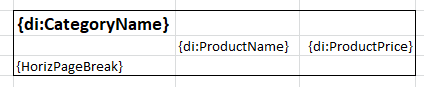 {di:CategoryName}
{di:ProductName} {di:ProductPrice}
{HorizPageBreak}